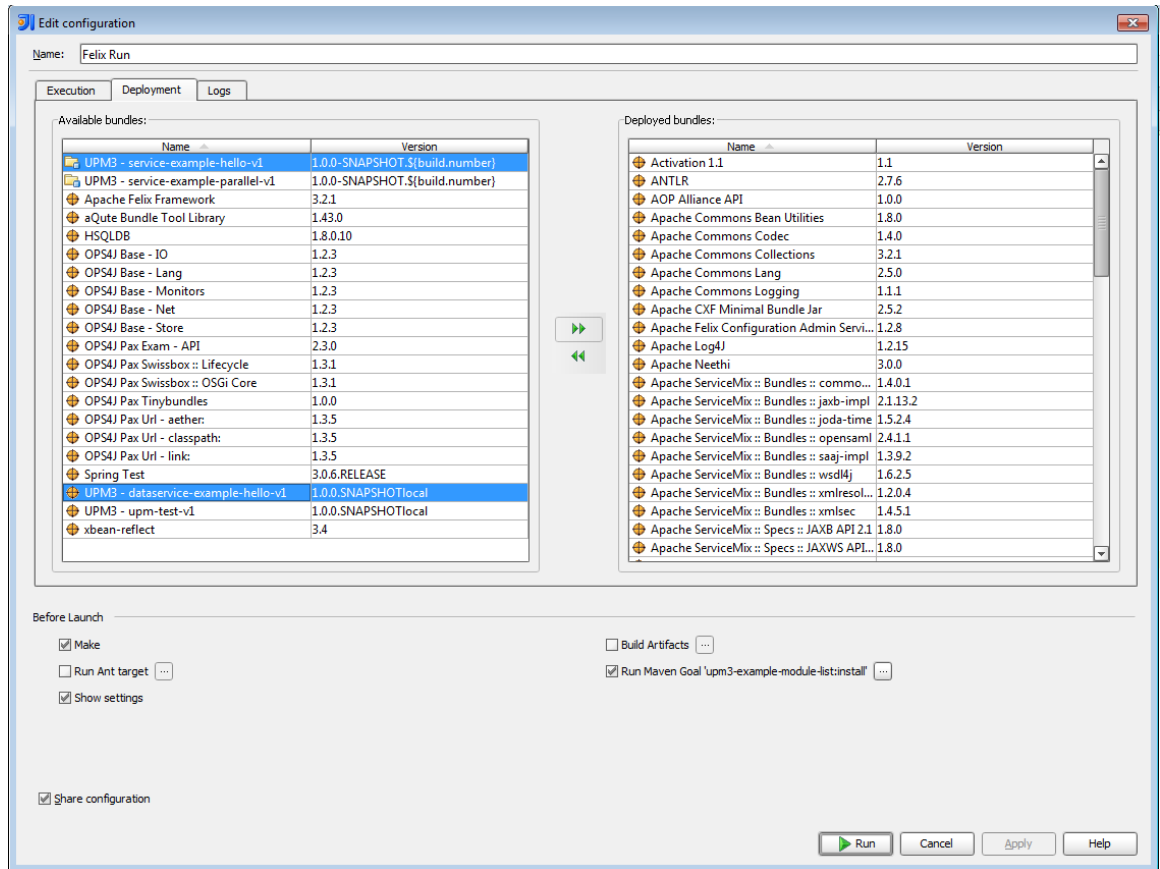 Edit configuration
Name: Felix Run
Execution Deployment Logs
Available bundles:
Name Version
UPM3 - service-example-hello-v1 1.0.0-SNAPSHOT.${build.number}
UPM3 - service-example-parallel-v1 1.0.0-SNAPSHOT.${build.number}
Apache Felix Framework 3.2.1
aQute Bundle Tool Library 1.43.0
HSQLDB 1.8.0.10
OPS4J Base - IO 1.2.3
OPS4J Base - Lang 1.2.3
OPS4J Base - Monitors 1.2.3
OPS4J Base - Net 1.2.3
OPS4J Base - Store 1.2.3
OPS4J Pax Exam - API 2.3.0
OPS4J Pax Swissbox :: Lifecycle 1.3.1
OPS4J Pax Swissbox :: OSGi Core 1.3.1
OPS4J Pax Tinybundles 1.0.0
OPS4J Pax Url - aether: 1.3.5
OPS4J Pax Url - classpath: 1.3.5
OPS4J Pax Url - link: 1.3.5
Spring Test 3.0.6.RELEASE
UPM3 - dataservice-example-hello-v1 1.0.0.SNAPSHOTlocal
UPM3 - upm-test-v1 1.0.0.SNAPSHOTlocal
xbean-reflect 3.4
Deployed bundles:
Name Version
Activation 1.1 1.1
ANTLR 2.7.6
AOP Alliance API 1.0.0
Apache Commons Bean Utilities 1.8.0
Apache Commons Codec 1.4.0
Apache Commons Collections 3.2.1
Apache Commons Lang 2.5.0
Apache Commons Logging 1.1.1
Apache CXF Minimal Bundle Jar 2.5.2
Apache Felix Configuration Admin Servi... 1.2.8
Apache Log4J 1.2.15
Apache Neethi 3.0.0
Apache ServiceMix :: Bundles :: commo... 1.4.0.1
Apache ServiceMix :: Bundles :: jaxb-impl 2.1.13.2
Apache ServiceMix :: Bundles :: joda-time 1.5.2.4
Apache ServiceMix :: Bundles :: opensaml 2.4.1.1
Apache ServiceMix :: Bundles :: saaj-impl 1.3.9.2
Apache ServiceMix :: Bundles :: wsdl4j 1.6.2.5
Apache ServiceMix :: Bundles :: xmlresol... 1.2.0.4
Apache ServiceMix :: Bundles :: xmlsec 1.4.5.1
Apache ServiceMix :: Specs :: JAXB API 2.1 1.8.0
Apache ServiceMix :: Specs :: JAXWS API... 1.8.0
Before Launch
Make
Build Artifacts ...
Run Ant target ...
Run Maven Goal 'upm3-example-module-list:install' ...
Show settings
Share configuration
Run Cancel Apply Help